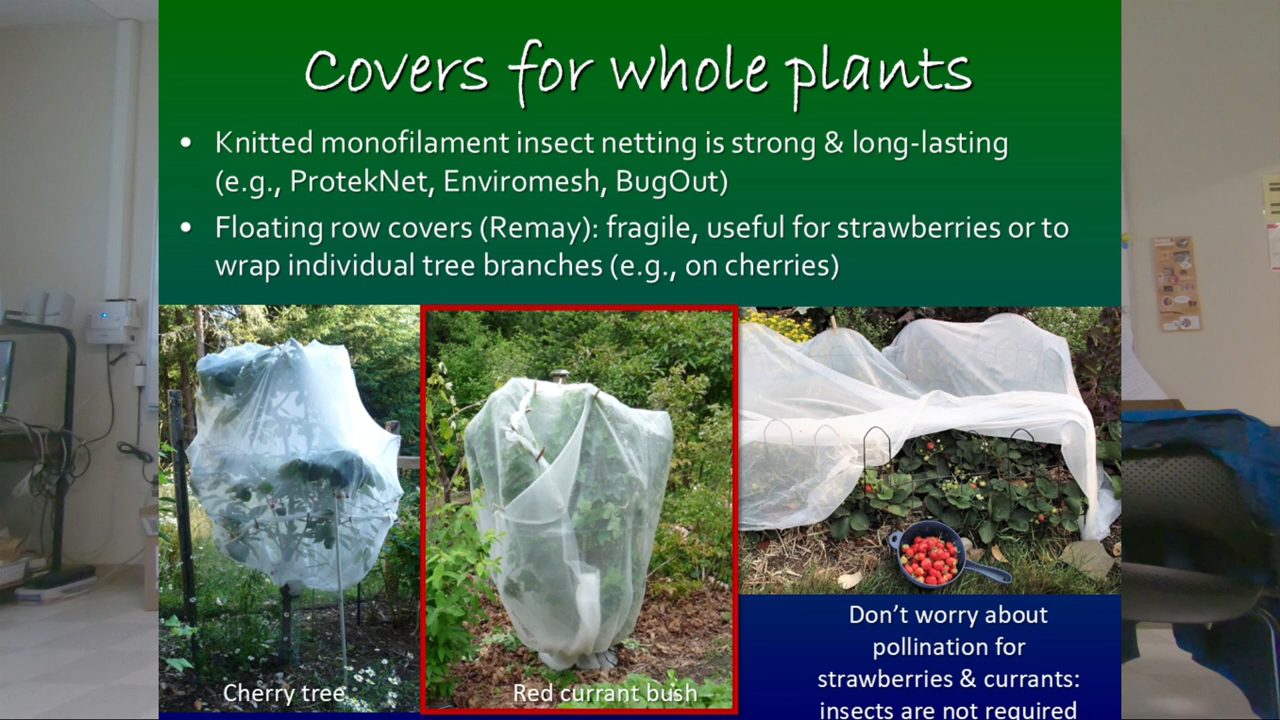 Covers for whole plants
• Knitted monofilament insect netting is strong & long-lasting
(e.g., ProtekNet, Enviromesh, BugOut)
• Floating row covers (Remay): fragile, useful for strawberries or to
wrap individual tree branches (e.g., on cherries)
Cherry tree
Red currant bush
Don’t worry about
pollination for
strawberries & currants:
insects are not required